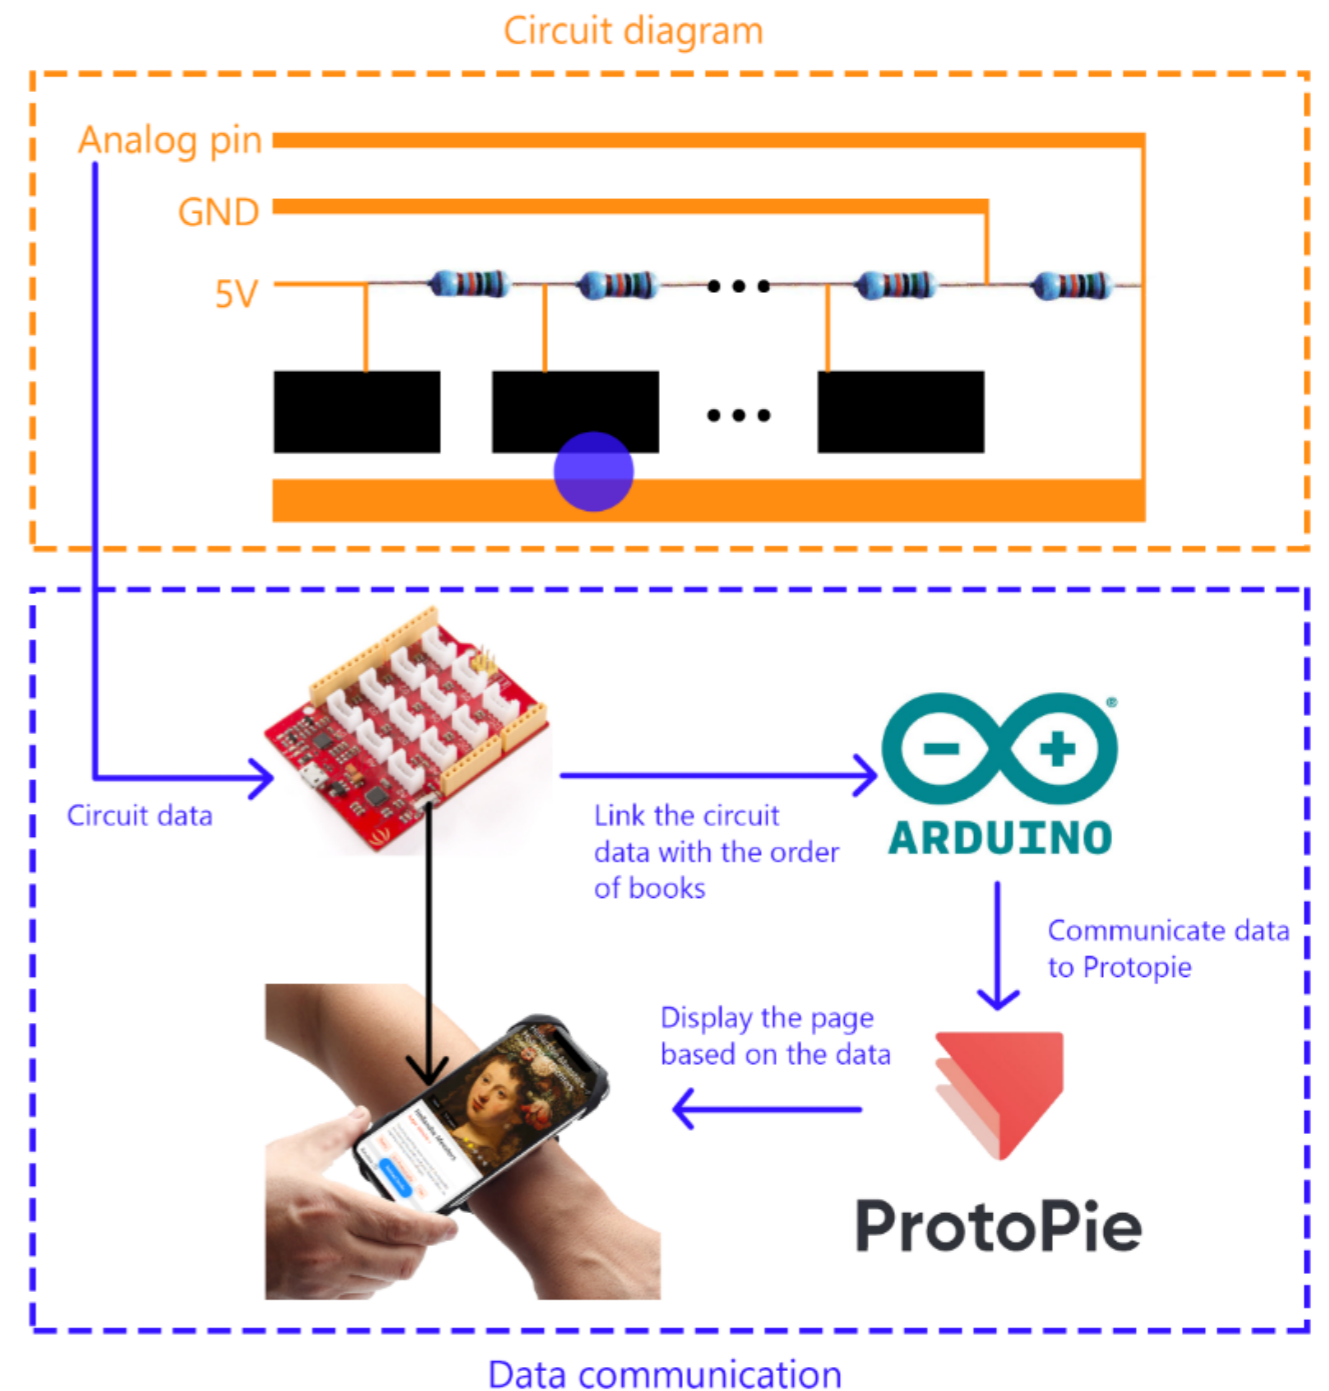 Circuit diagram
Analog pin
GND
5V
Circuit data
Link the circuit
data with the order
of books
ARDUINO
®
Communicate data
to Protopie
Display the page
based on the data
ProtoPie
Data communication